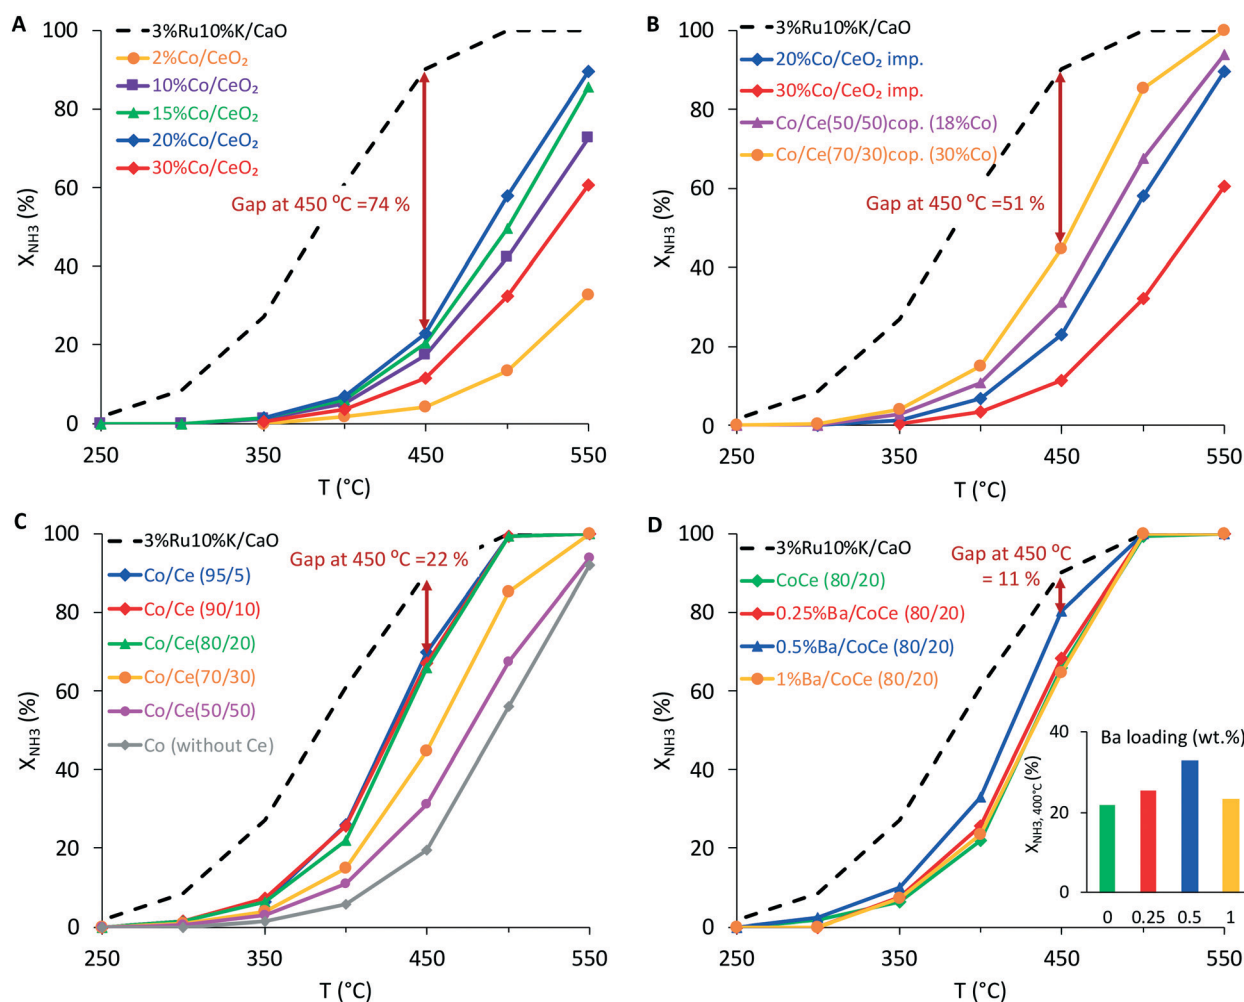 A
3%Ru10%K/CaO
2%Co/CeO₂
10%Co/CeO₂
15%Co/CeO₂
20%Co/CeO₂
30%Co/CeO₂
Gap at 450 °C =74 %
100
80
60
40
20
0
X_NH3 (%)
250
350
450
550
T (°C)
B
3%Ru10%K/CaO
20%Co/CeO₂ imp.
30%Co/CeO₂ imp.
Co/Ce(50/50)cop. (18%Co)
Co/Ce(70/30)cop. (30%Co)
Gap at 450 °C =51 %
100
80
60
40
20
0
X_NH3 (%)
250
350
450
550
T (°C)
C
3%Ru10%K/CaO
Co/Ce (95/5)
Co/Ce (90/10)
Co/Ce(80/20)
Co/Ce(70/30)
Co/Ce(50/50)
Co (without Ce)
Gap at 450 °C =22 %
100
80
60
40
20
0
X_NH3 (%)
250
350
450
550
T (°C)
D
3%Ru10%K/CaO
CoCe (80/20)
0.25%Ba/CoCe (80/20)
0.5%Ba/CoCe (80/20)
1%Ba/CoCe (80/20)
Gap at 450 °C
= 11 %
100
80
60
40
20
0
X_NH3 (%)
250
350
450
550
T (°C)
Ba loading (wt.%)
40
20
0
X_NH3, 400°C (%)
0
0.25
0.5
1